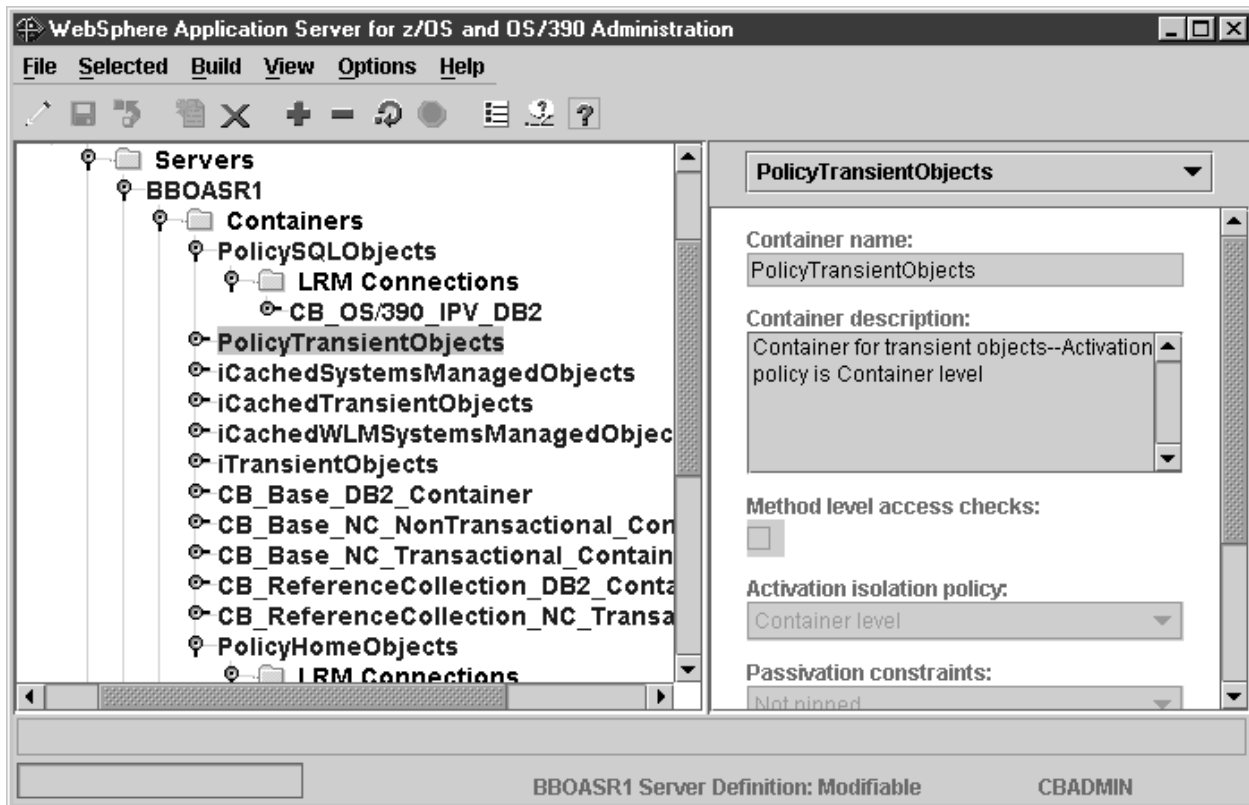 WebSphere Application Server for z/OS and OS/390 Administration
File Selected Build View Options Help
Servers
BBOASR1
Containers
PolicySQLObjects
LRM Connections
CB_OS/390_IPV_DB2
PolicyTransientObjects
iCachedSystemsManagedObjects
iCachedTransientObjects
iCachedWLMSystemsManagedObjec
iTransientObjects
CB_Base_DB2_Container
CB_Base_NC_NonTransactional_Con
CB_Base_NC_Transactional_Contain
CB_ReferenceCollection_DB2_Conta
CB_ReferenceCollection_NC_Transa
PolicyHomeObjects
LRM Connections
PolicyTransientObjects
Container name:
PolicyTransientObjects
Container description:
Container for transient objects--Activation
policy is Container level
Method level access checks:
Activation isolation policy:
Container level
Passivation constraints:
Not pinned
BBOASR1 Server Definition: Modifiable CBADMIN